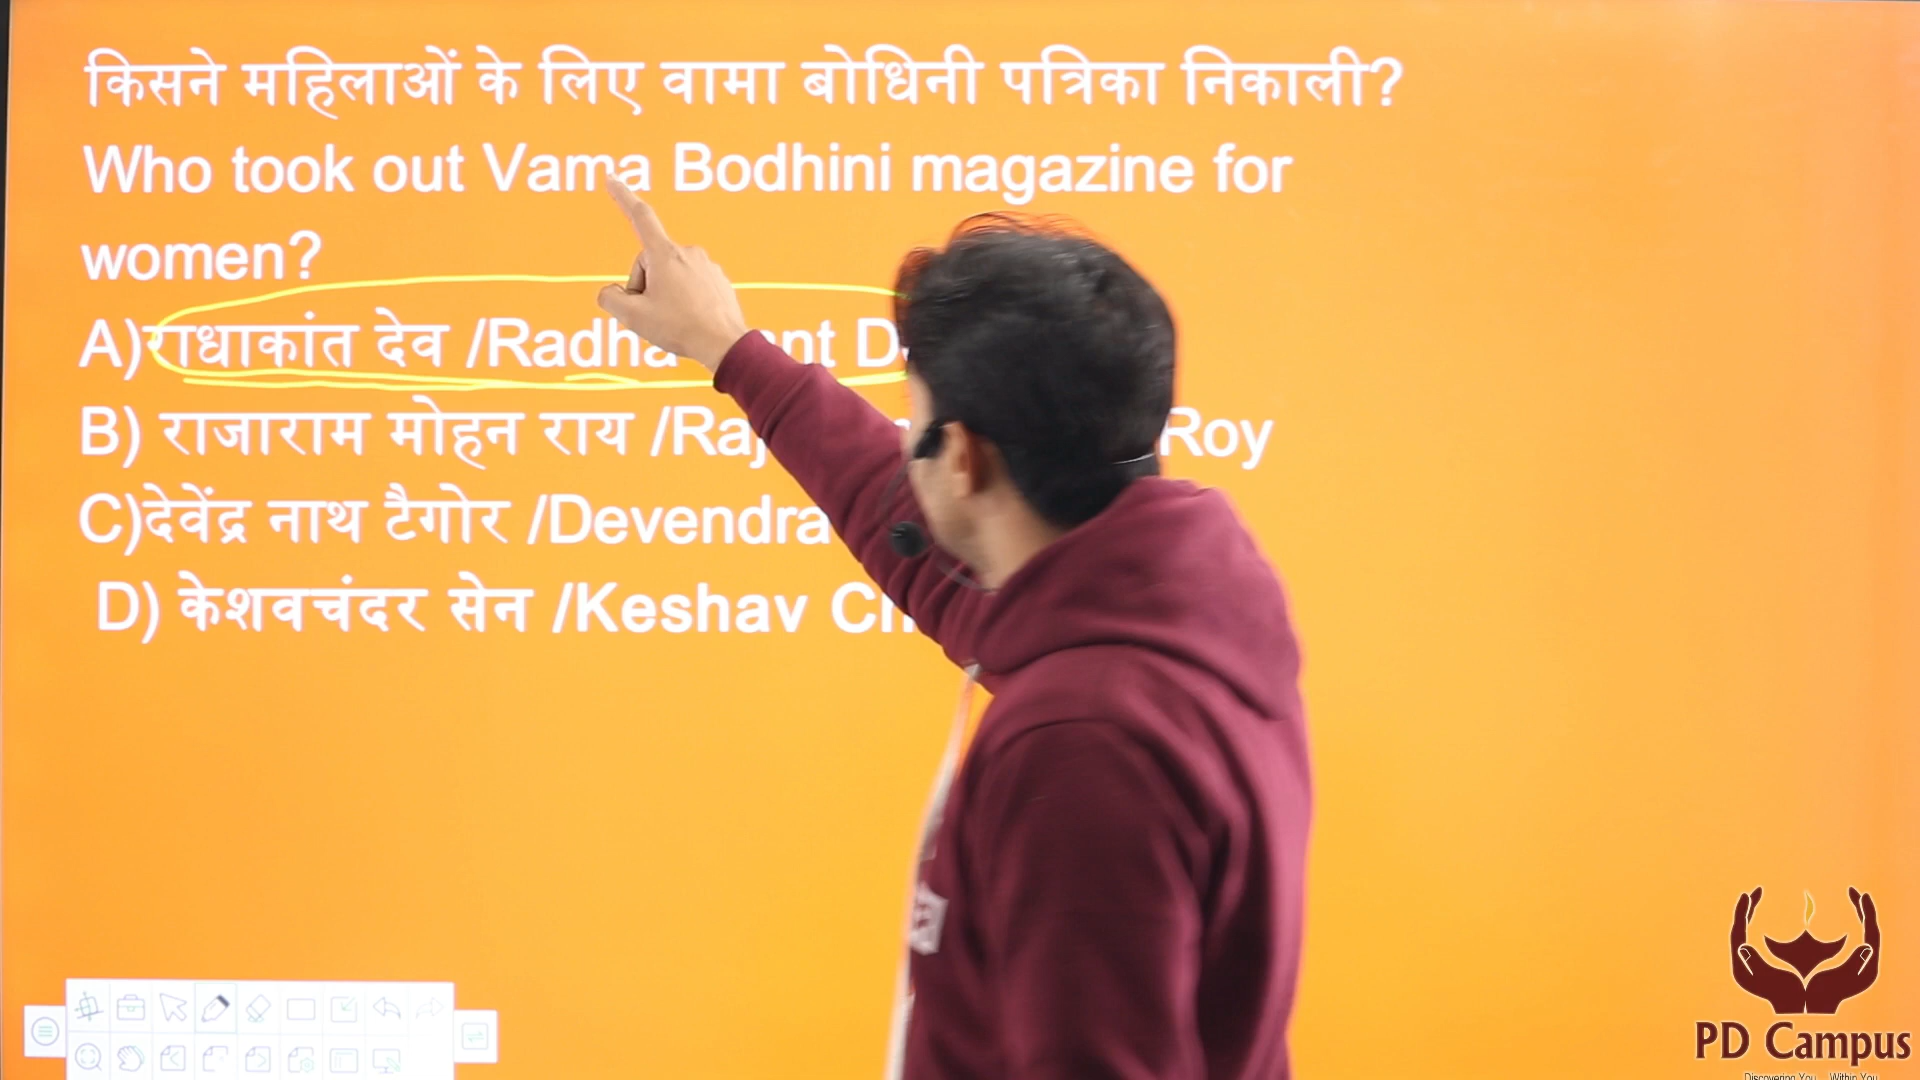 किसने महिलाओं के लिए वामा बोधिनी पत्रिका निकाली?
Who took out Vama Bodhini magazine for
women?
A)राधाकांत देव /Radha
B) राजाराम मोहन राय /Raj Roy
C)देवेंद्र नाथ टैगोर /Devendra
D) केशवचंदर सेन /Keshav
PD Campus